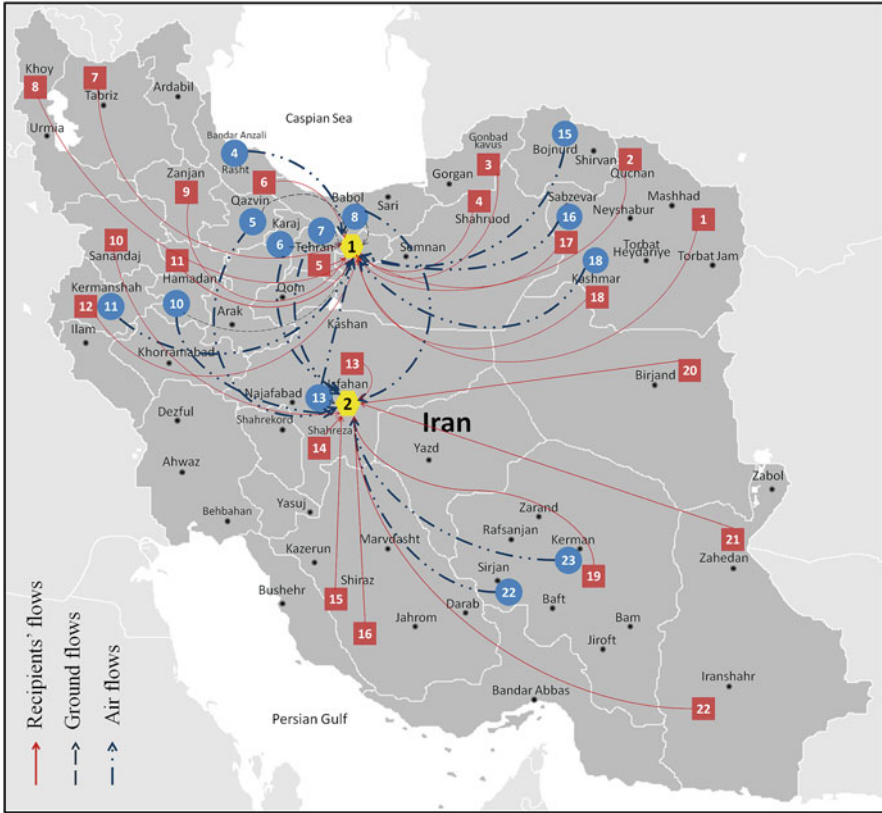 Khoy
8
7
Tabriz
Ardabil
Urmia
Caspian Sea
Bandar Anzali
4
Rasht
Zanjan
9
6
Qazvin
5
Karaj
6
7
Tehran
5
Babol
8
Sari
1
Gorgan
Gonbad
kavus
3
4
Shahruod
Semnan
15
Bojnurd
Shirvan
2
Quchan
Mashhad
Sabzevar
16
Neyshabur
1
17
Torbat
Heydariye
Torbat Jam
18
Kashmar
18
10
Sanandaj
11
Hamadan
10
Kermanshah
12
11
Ilam
Qom
Arak
Kashan
Khorramabad
13
Isfahan
13
2
Najafabad
Iran
20
Birjand
Dezful
Shahrekord
Shahreza
14
Yazd
Ahwaz
Zabol
Behbahan
Yasuj
Zarand
Rafsanjan
Kerman
23
19
21
Zahedan
Kazerun
Marvdasht
Sirjan
22
Shiraz
15
16
Bushehr
Jahrom
Darab
Baft
Bam
Jiroft
Iranshahr
22
Bandar Abbas
Persian Gulf
Recipients’ flows
Ground flows
Air flows